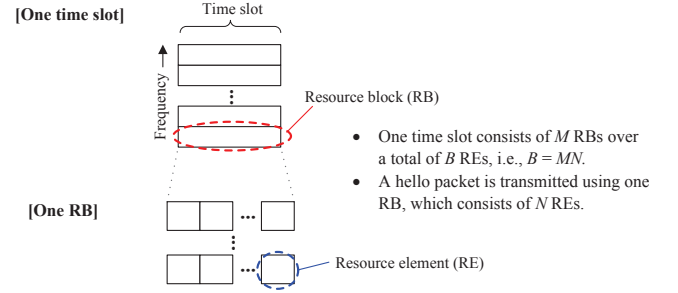 [One time slot]
Time slot
Frequency
Resource block (RB)
• One time slot consists of M RBs over
a total of B REs, i.e., B = MN.
• A hello packet is transmitted using one
RB, which consists of N REs.
[One RB]
Resource element (RE)